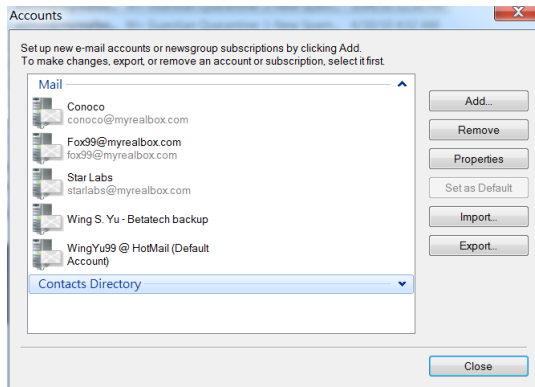 Accounts
Set up new e-mail accounts or newsgroup subscriptions by clicking Add.
To make changes, export, or remove an account or subscription, select it first.
Mail
Conoco
conoco@myrealbox.com
Fox99@myrealbox.com
fox99@myrealbox.com
Star Labs
starlabs@myrealbox.com
Wing S. Yu - Betatech backup
WingYu99 @ HotMail (Default
Account)
Contacts Directory
Add...
Remove
Properties
Set as Default
Import...
Export...
Close